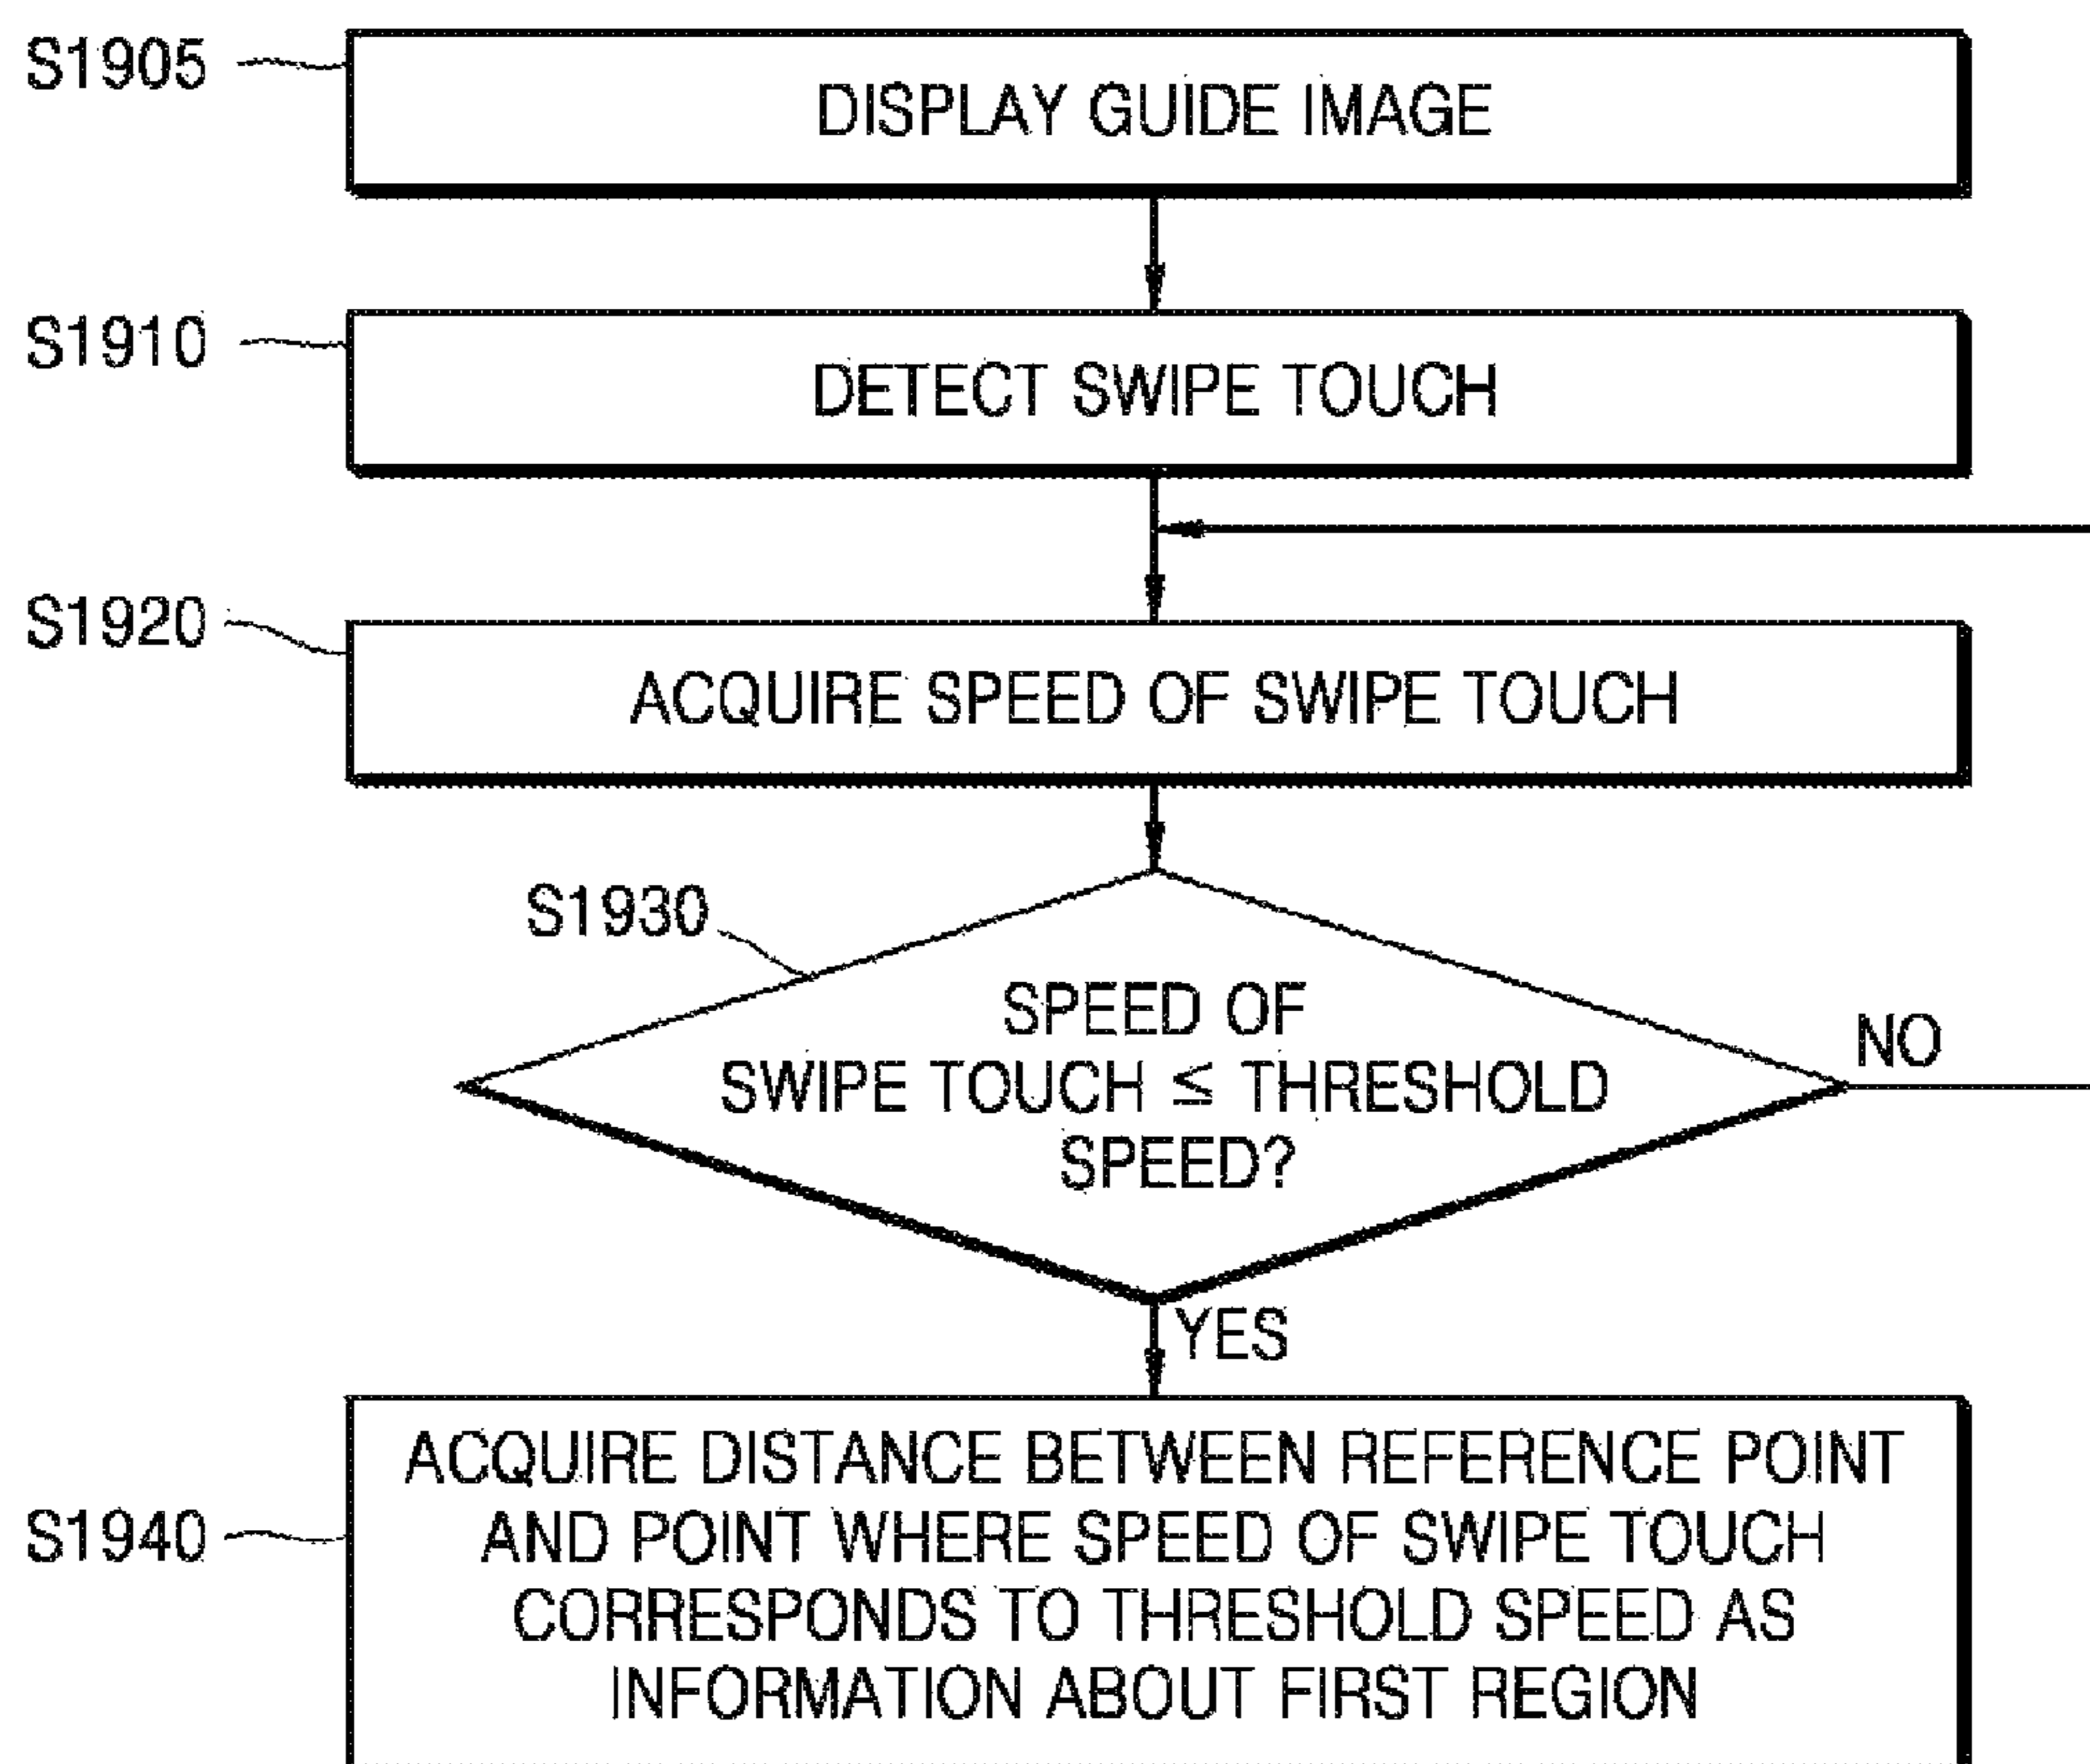 S1905
DISPLAY GUIDE IMAGE
S1910
DETECT SWIPE TOUCH
S1920
ACQUIRE SPEED OF SWIPE TOUCH
S1930
SPEED OF
SWIPE TOUCH ≤ THRESHOLD
SPEED?
NO
YES
S1940
ACQUIRE DISTANCE BETWEEN REFERENCE POINT
AND POINT WHERE SPEED OF SWIPE TOUCH
CORRESPONDS TO THRESHOLD SPEED AS
INFORMATION ABOUT FIRST REGION